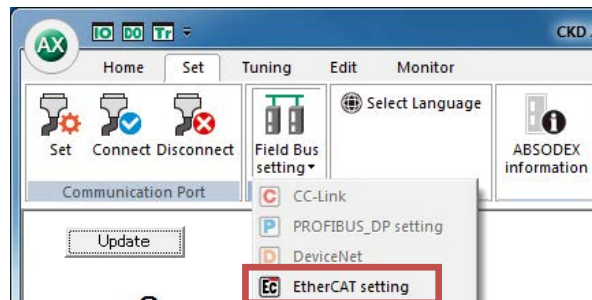 AX IO DO Tr CKD
Home Set Tuning Edit Monitor
Set Connect Disconnect Field Bus setting Select Language ABSODEX information
Communication Port
C CC-Link
Update P PROFIBUS_DP setting
D DeviceNet
EC EtherCAT setting